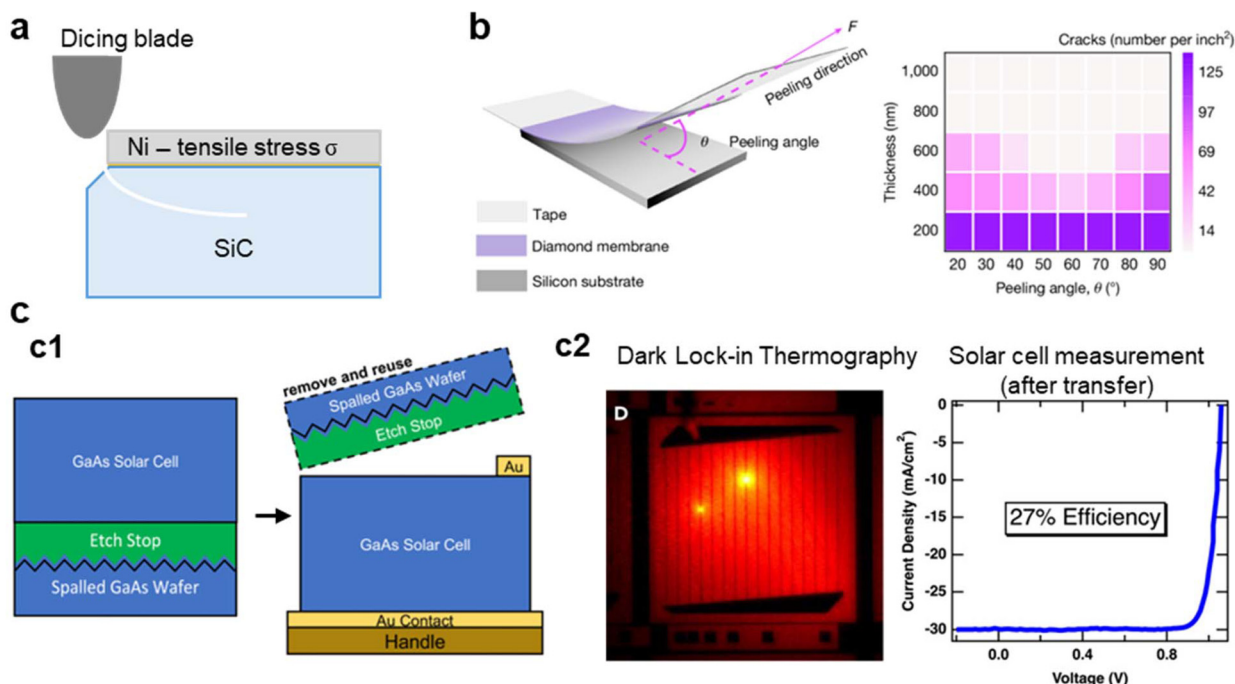 a
Dicing blade
Ni – tensile stress σ
SiC
b
F
Peeling direction
θ
Peeling angle
Tape
Diamond membrane
Silicon substrate
Cracks (number per inch²)
Thickness (nm)
1,000
800
600
400
200
20 30 40 50 60 70 80 90
Peeling angle, θ (°)
125
97
69
42
14
c
c1
GaAs Solar Cell
Etch Stop
Spalled GaAs Wafer
remove and reuse
Spalled GaAs Wafer
Etch Stop
Au
GaAs Solar Cell
Au Contact
Handle
c2
Dark Lock-in Thermography
D
Solar cell measurement
(after transfer)
Current Density (mA/cm²)
0
-5
-10
-15
-20
-25
-30
27% Efficiency
0.0 0.4 0.8
Voltage (V)